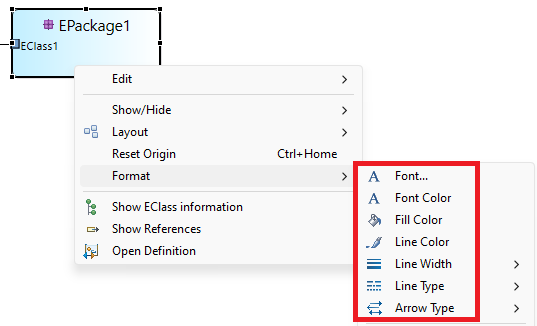 EPackage1
EClass1
Edit
Show/Hide
Layout
Reset Origin Ctrl+Home
Format
Show EClass information
Show References
Open Definition
Font...
Font Color
Fill Color
Line Color
Line Width
Line Type
Arrow Type